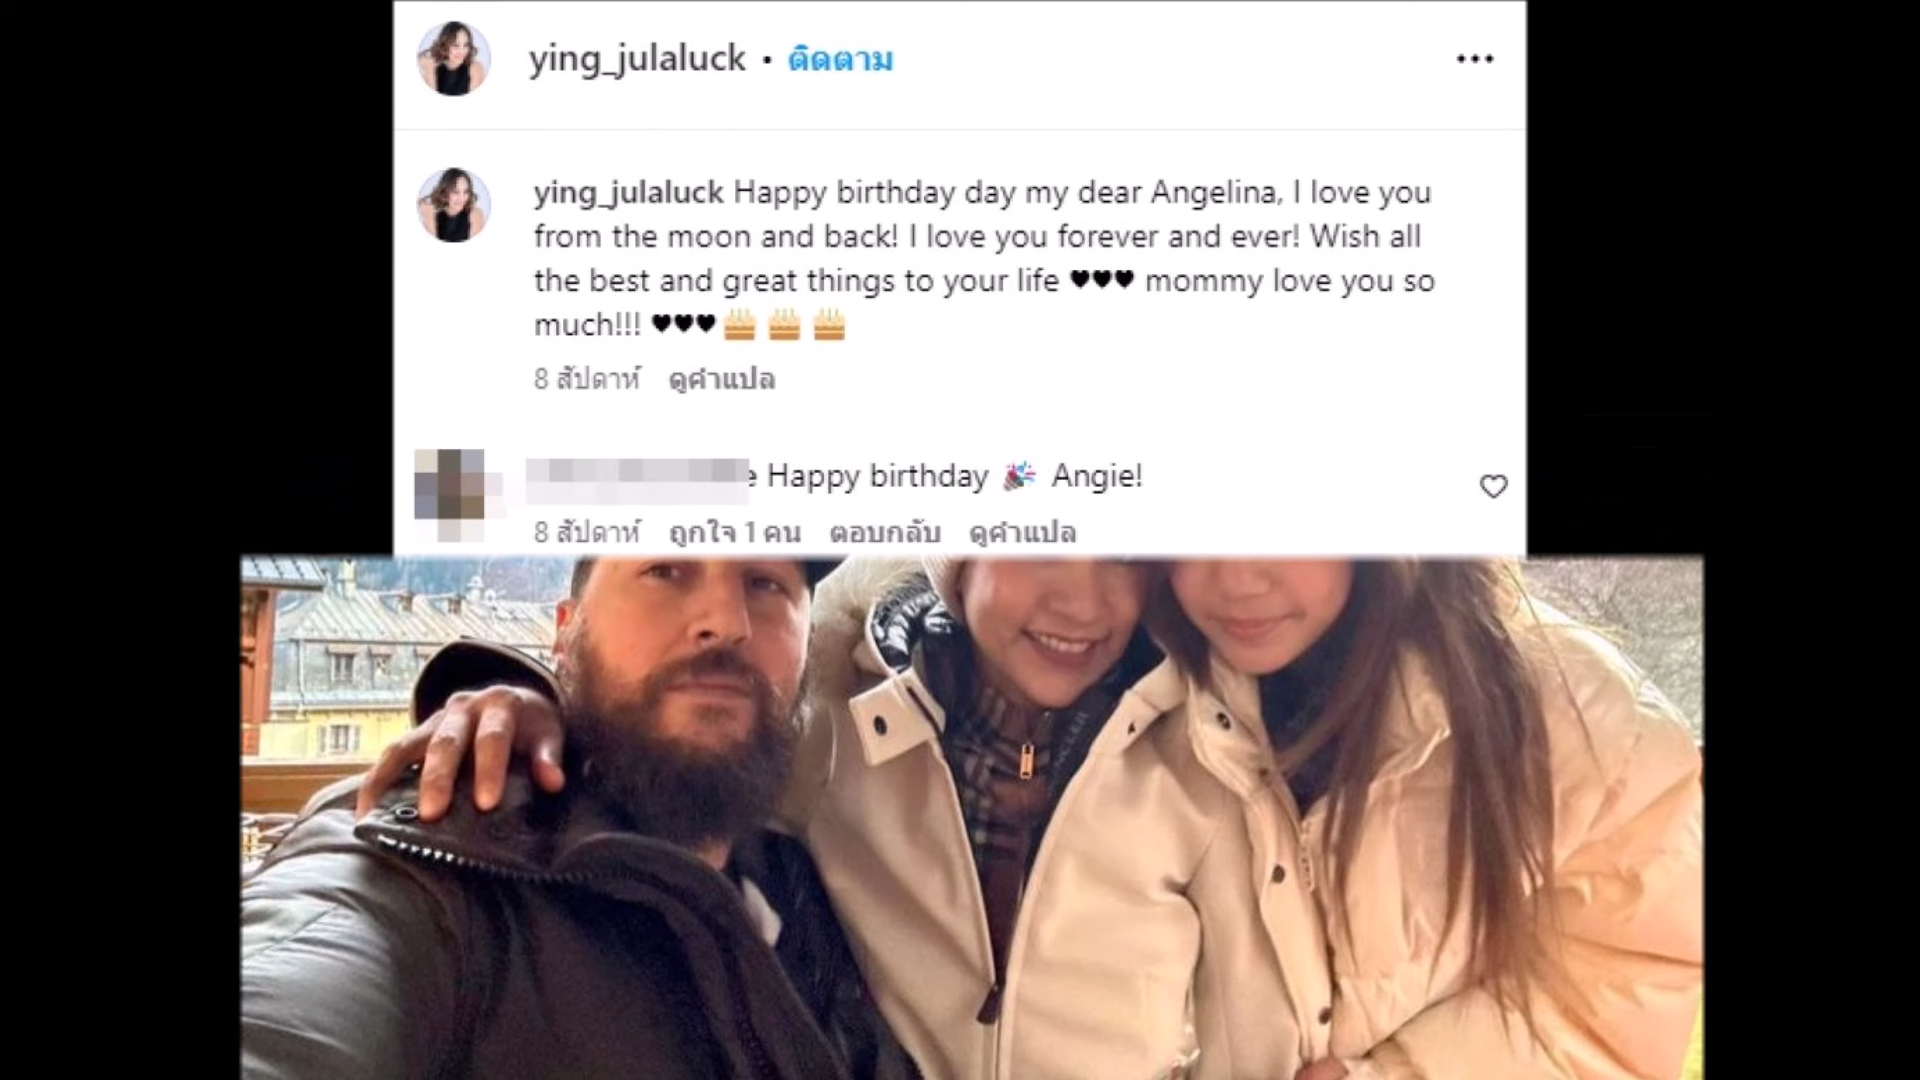 ying_julaluck • ติดตาม
ying_julaluck Happy birthday day my dear Angelina, I love you
from the moon and back! I love you forever and ever! Wish all
the best and great things to your life ♥♥♥ mommy love you so
much!!! ♥♥♥🎂🎂🎂
8 สัปดาห์ ดูคำแปล
Happy birthday 🎉 Angie!
8 สัปดาห์ ถูกใจ 1 คน ตอบกลับ ดูคำแปล